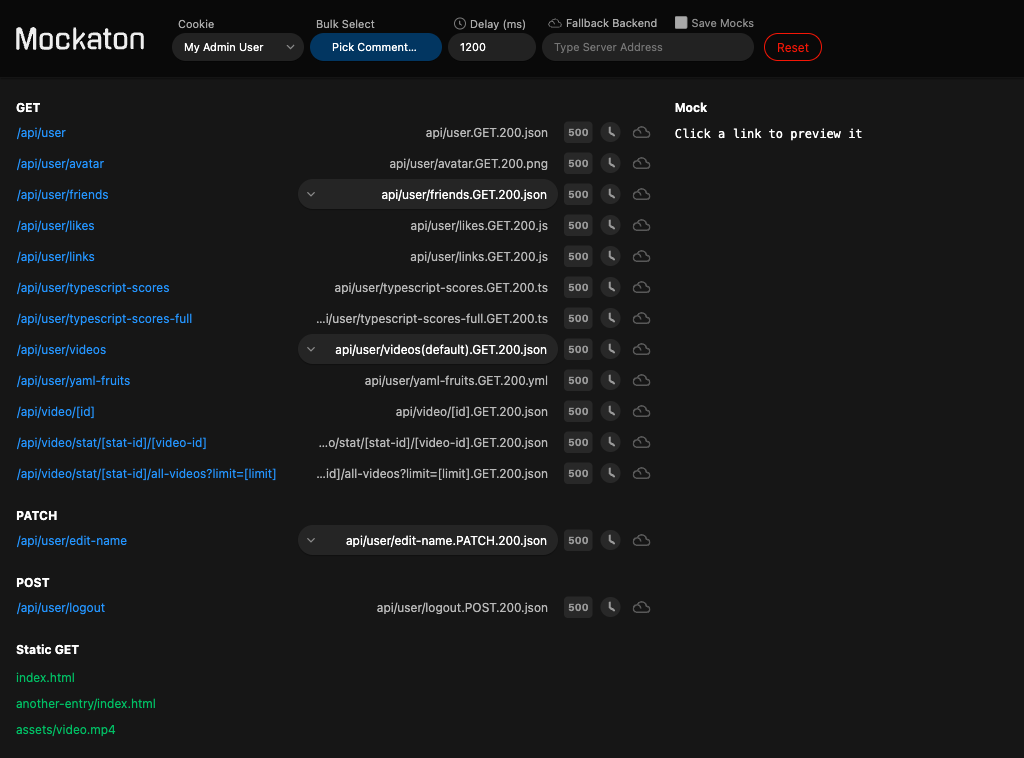 Mockaton
Cookie
My Admin User
Bulk Select
Pick Comment...
Delay (ms)
1200
Fallback Backend
Type Server Address
Save Mocks
Reset
GET
/api/user api/user.GET.200.json 500
/api/user/avatar api/user/avatar.GET.200.png 500
/api/user/friends api/user/friends.GET.200.json 500
/api/user/likes api/user/likes.GET.200.js 500
/api/user/links api/user/links.GET.200.js 500
/api/user/typescript-scores api/user/typescript-scores.GET.200.ts 500
/api/user/typescript-scores-full ...i/user/typescript-scores-full.GET.200.ts 500
/api/user/videos api/user/videos(default).GET.200.json 500
/api/user/yaml-fruits api/user/yaml-fruits.GET.200.yml 500
/api/video/[id] api/video/[id].GET.200.json 500
/api/video/stat/[stat-id]/[video-id] ...o/stat/[stat-id]/[video-id].GET.200.json 500
/api/video/stat/[stat-id]/all-videos?limit=[limit] ...id]/all-videos?limit=[limit].GET.200.json 500
PATCH
/api/user/edit-name api/user/edit-name.PATCH.200.json 500
POST
/api/user/logout api/user/logout.POST.200.json 500
Static GET
index.html
another-entry/index.html
assets/video.mp4
Mock
Click a link to preview it